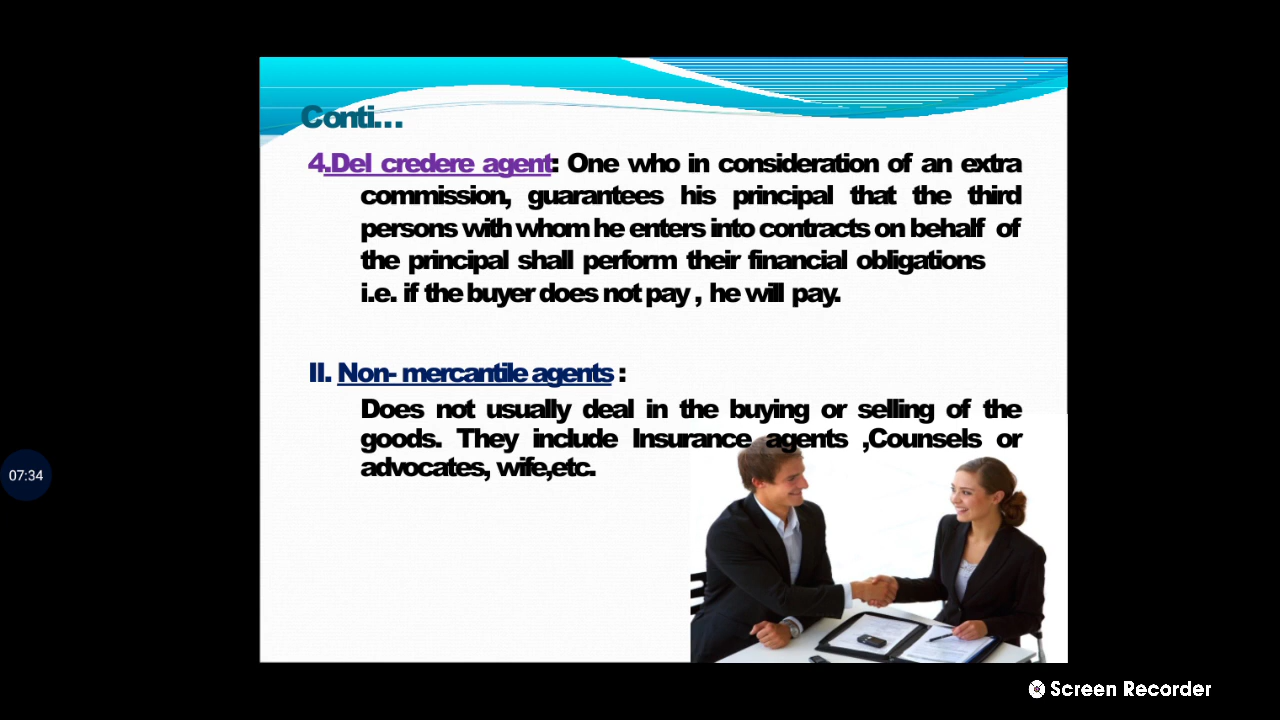 Conti...
4.Del credere agent: One who in consideration of an extra
commission, guarantees his principal that the third
persons with whom he enters into contracts on behalf of
the principal shall perform their financial obligations
i.e. if the buyer does not pay , he will pay.
II. Non- mercantile agents :
Does not usually deal in the buying or selling of the
goods. They include Insurance agents ,Counsels or
advocates, wife,etc.
07:34
Screen Recorder